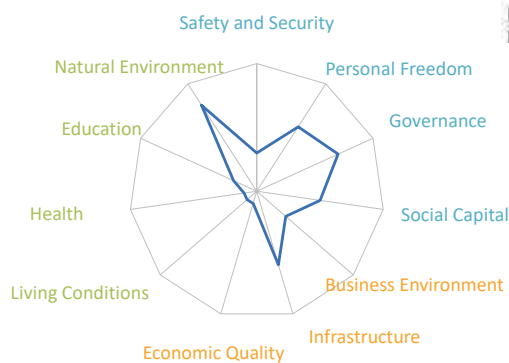 Safety and Security
Natural Environment
Personal Freedom
Education
Governance
Health
Social Capital
Living Conditions
Business Environment
Infrastructure
Economic Quality